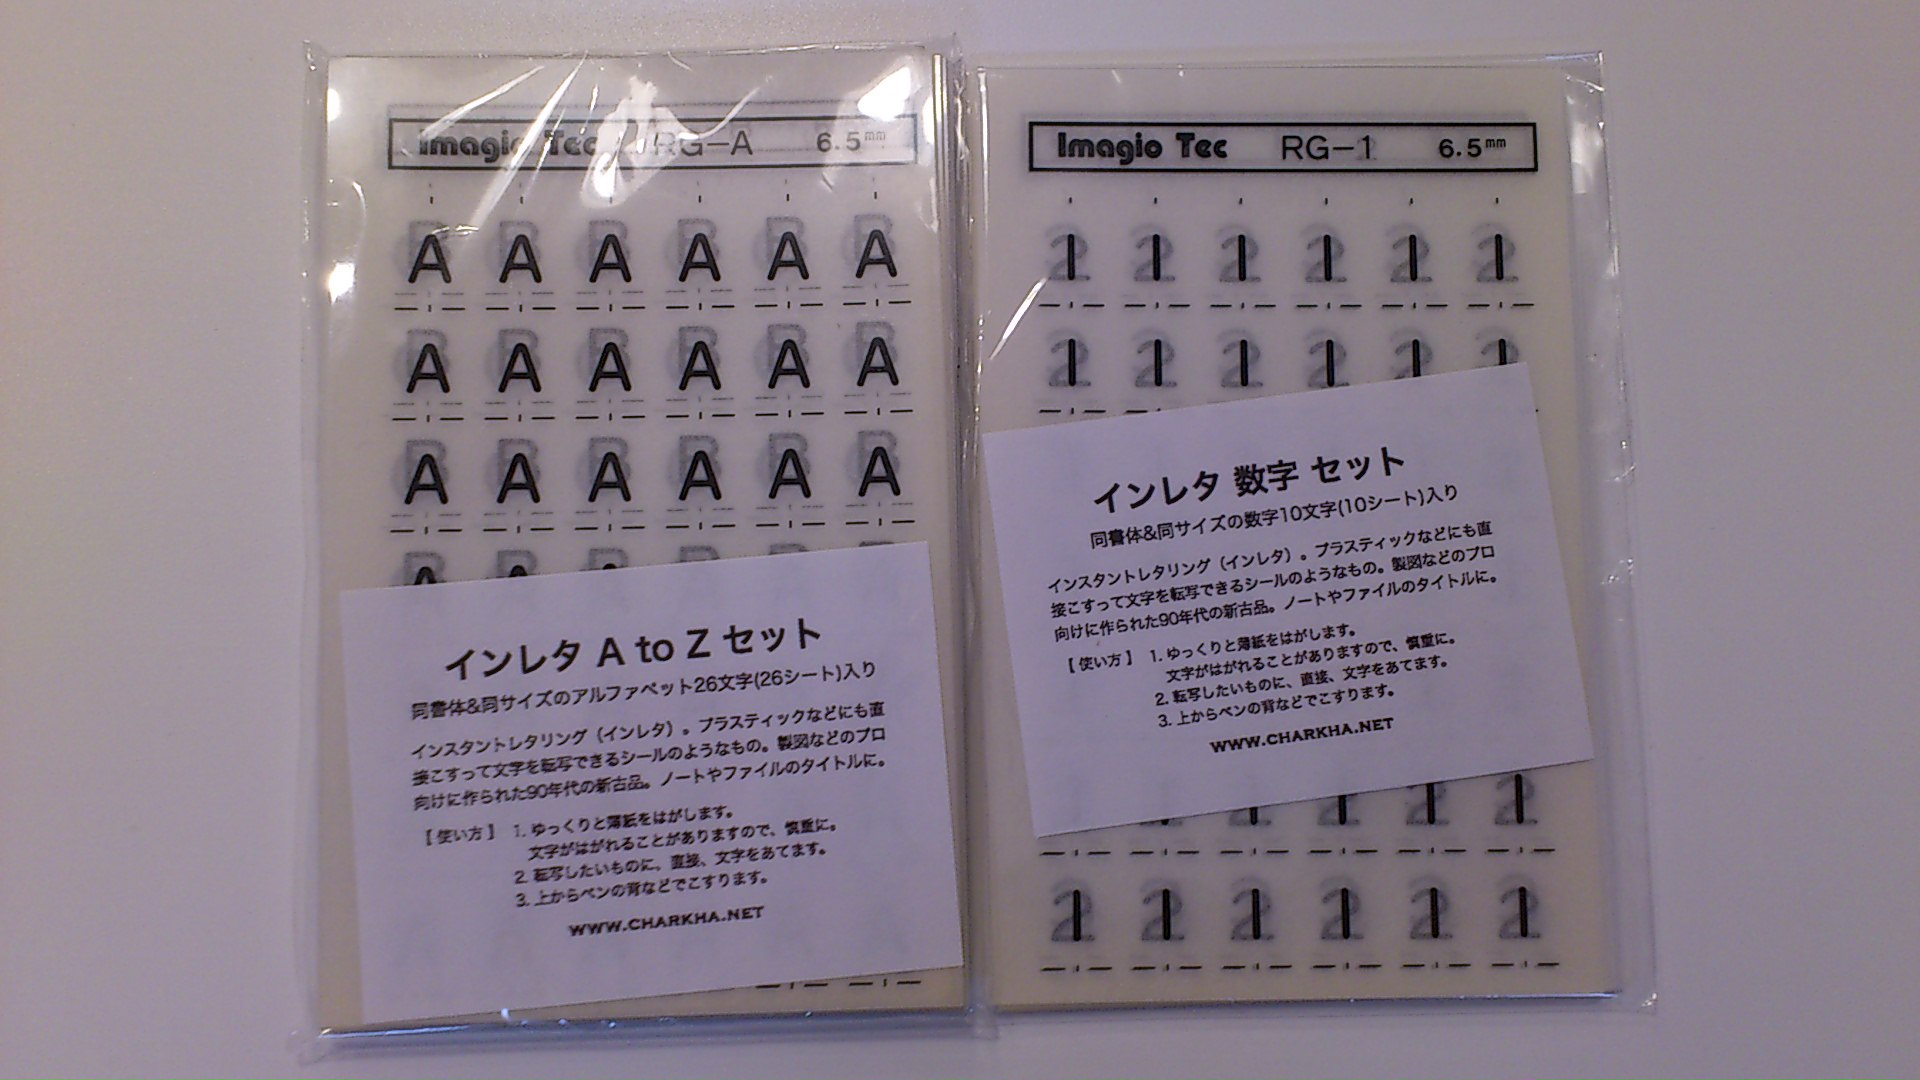 Imagio Tec RG-A 6.5mm
A A A A A A
A A A A A A
A A A A A A
インレタ A to Z セット
同書体&同サイズのアルファベット26文字(26シート)入り
インスタントレタリング（インレタ）。プラスティックなどにも直
接こすって文字を転写できるシールのようなもの。製図などのプロ
向けに作られた90年代の新古品。ノートやファイルのタイトルに。
【使い方】 1. ゆっくりと薄紙をはがします。
文字がはがれることがありますので、慎重に。
2. 転写したいものに、直接、文字をあてます。
3. 上からペンの背などでこすります。
WWW.CHARKHA.NET
Imagio Tec RG-1 6.5mm
1 1 1 1 1 1
1 1 1 1 1 1
インレタ 数字 セット
同書体&同サイズの数字10文字(10シート)入り
インスタントレタリング（インレタ）。プラスティックなどにも直
接こすって文字を転写できるシールのようなもの。製図などのプロ
向けに作られた90年代の新古品。ノートやファイルのタイトルに。
【使い方】 1. ゆっくりと薄紙をはがします。
文字がはがれることがありますので、慎重に。
2. 転写したいものに、直接、文字をあてます。
3. 上からペンの背などでこすります。
WWW.CHARKHA.NET
1 1 1 1 1 1